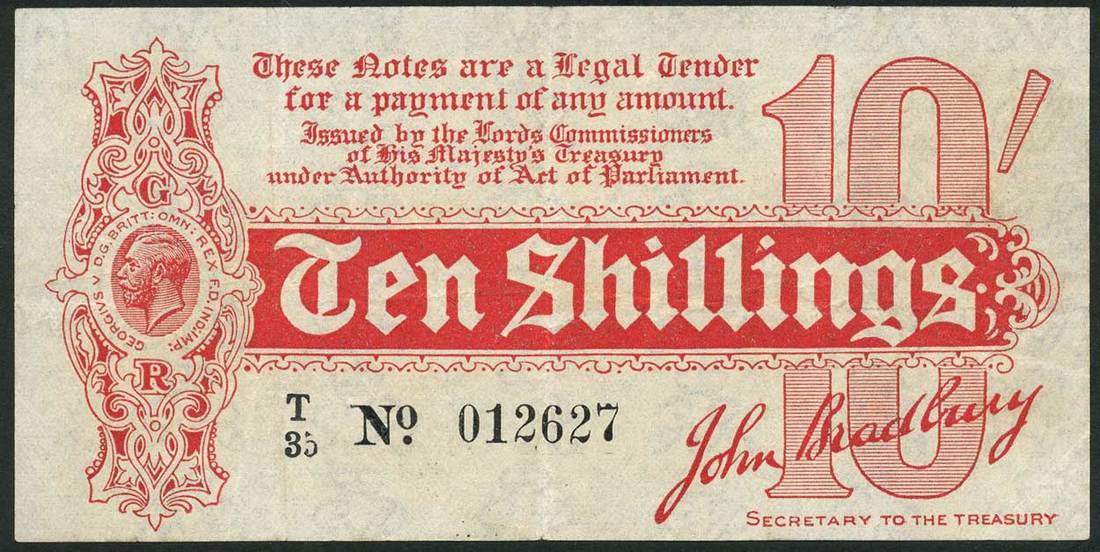 These Notes are a Legal Tender
for a payment of any amount.
Issued by the Lords Commissioners
of His Majesty's Treasury
under Authority of Act of Parliament.
10/
G
GEORGIVS V D.G. BRITT: OMN: REX F.D. IND:IMP:
R
Ten Shillings
10
T
35
No. 012627
John Bradbury
SECRETARY TO THE TREASURY